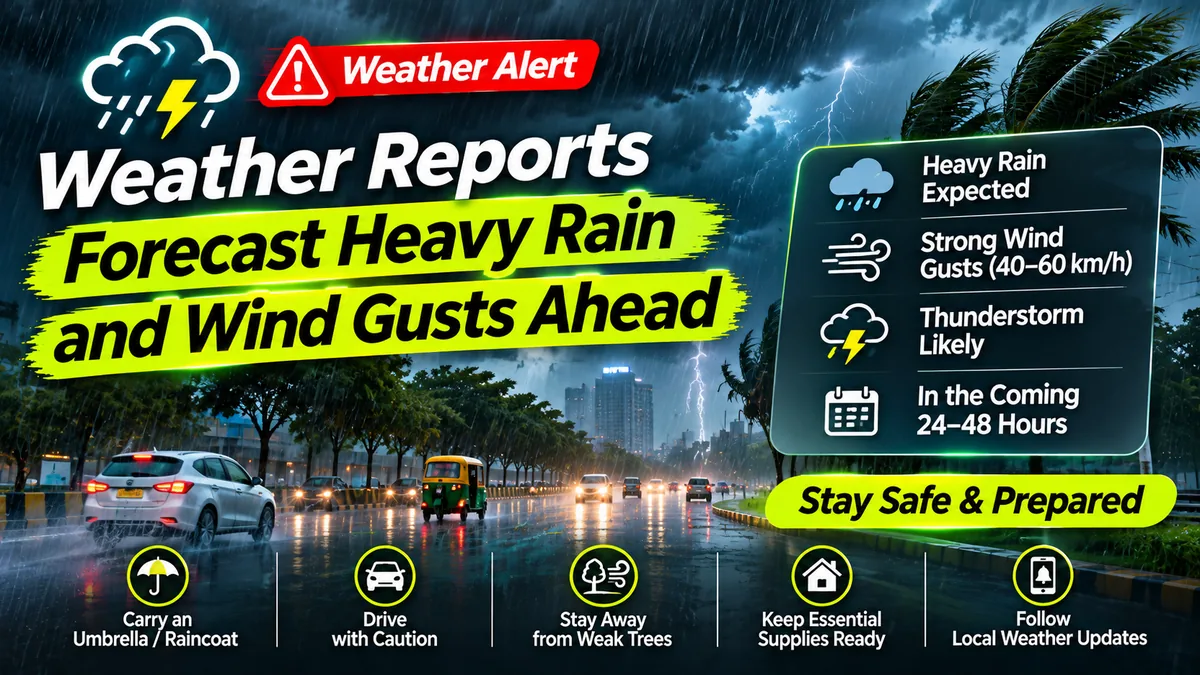 Weather Alert
Weather Reports
Forecast Heavy Rain
and Wind Gusts Ahead
Heavy Rain
Expected
Strong Wind
Gusts (40–60 km/h)
Thunderstorm
Likely
In the Coming
24–48 Hours
Stay Safe & Prepared
Carry an
Umbrella / Raincoat
Drive
with Caution
Stay Away
from Weak Trees
Keep Essential
Supplies Ready
Follow
Local Weather Updates